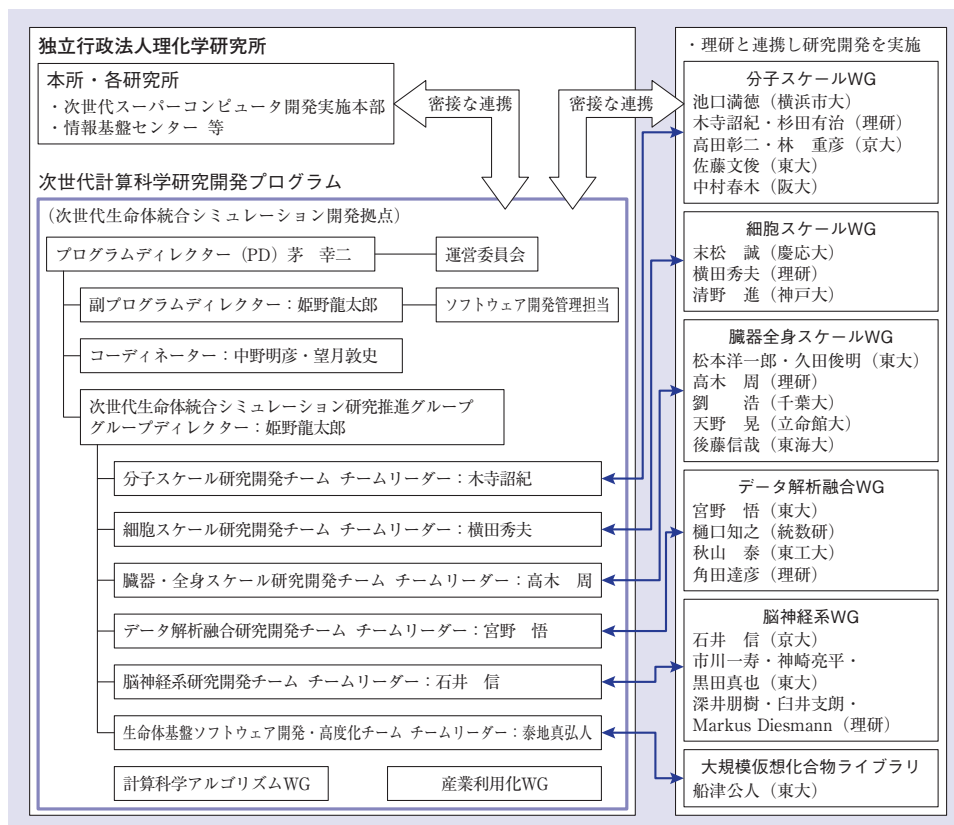 独立行政法人理化学研究所
本所・各研究所
・次世代スーパーコンピュータ開発実施本部
・情報基盤センター 等
密接な連携
密接な連携
次世代計算科学研究開発プログラム
(次世代生命体統合シミュレーション開発拠点)
プログラムディレクター(PD)茅 幸二
運営委員会
副プログラムディレクター:姫野龍太郎
ソフトウェア開発管理担当
コーディネーター:中野明彦・望月敦史
次世代生命体統合シミュレーション研究推進グループ
グループディレクター:姫野龍太郎
分子スケール研究開発チーム チームリーダー:木寺詔紀
細胞スケール研究開発チーム チームリーダー:横田秀夫
臓器・全身スケール研究開発チーム チームリーダー:高木 周
データ解析融合研究開発チーム チームリーダー:宮野 悟
脳神経系研究開発チーム チームリーダー:石井 信
生命体基盤ソフトウェア開発・高度化チーム チームリーダー:泰地真弘人
計算科学アルゴリズムWG
産業利用化WG
・理研と連携し研究開発を実施
分子スケールWG
池口満徳(横浜市大)
木寺詔紀・杉田有治(理研)
高田彰二・林 重彦(京大)
佐藤文俊(東大)
中村春木(阪大)
細胞スケールWG
末松 誠(慶応大)
横田秀夫(理研)
清野 進(神戸大)
臓器全身スケールWG
松本洋一郎・久田俊明(東大)
高木 周(理研)
劉 浩(千葉大)
天野 晃(立命館大)
後藤信哉(東海大)
データ解析融合WG
宮野 悟(東大)
樋口知之(統数研)
秋山 泰(東工大)
角田達彦(理研)
脳神経系WG
石井 信(京大)
市川一寿・神崎亮平・
黒田真也(東大)
深井朋樹・臼井支朗・
Markus Diesmann(理研)
大規模仮想化合物ライブラリ
船津公人(東大)